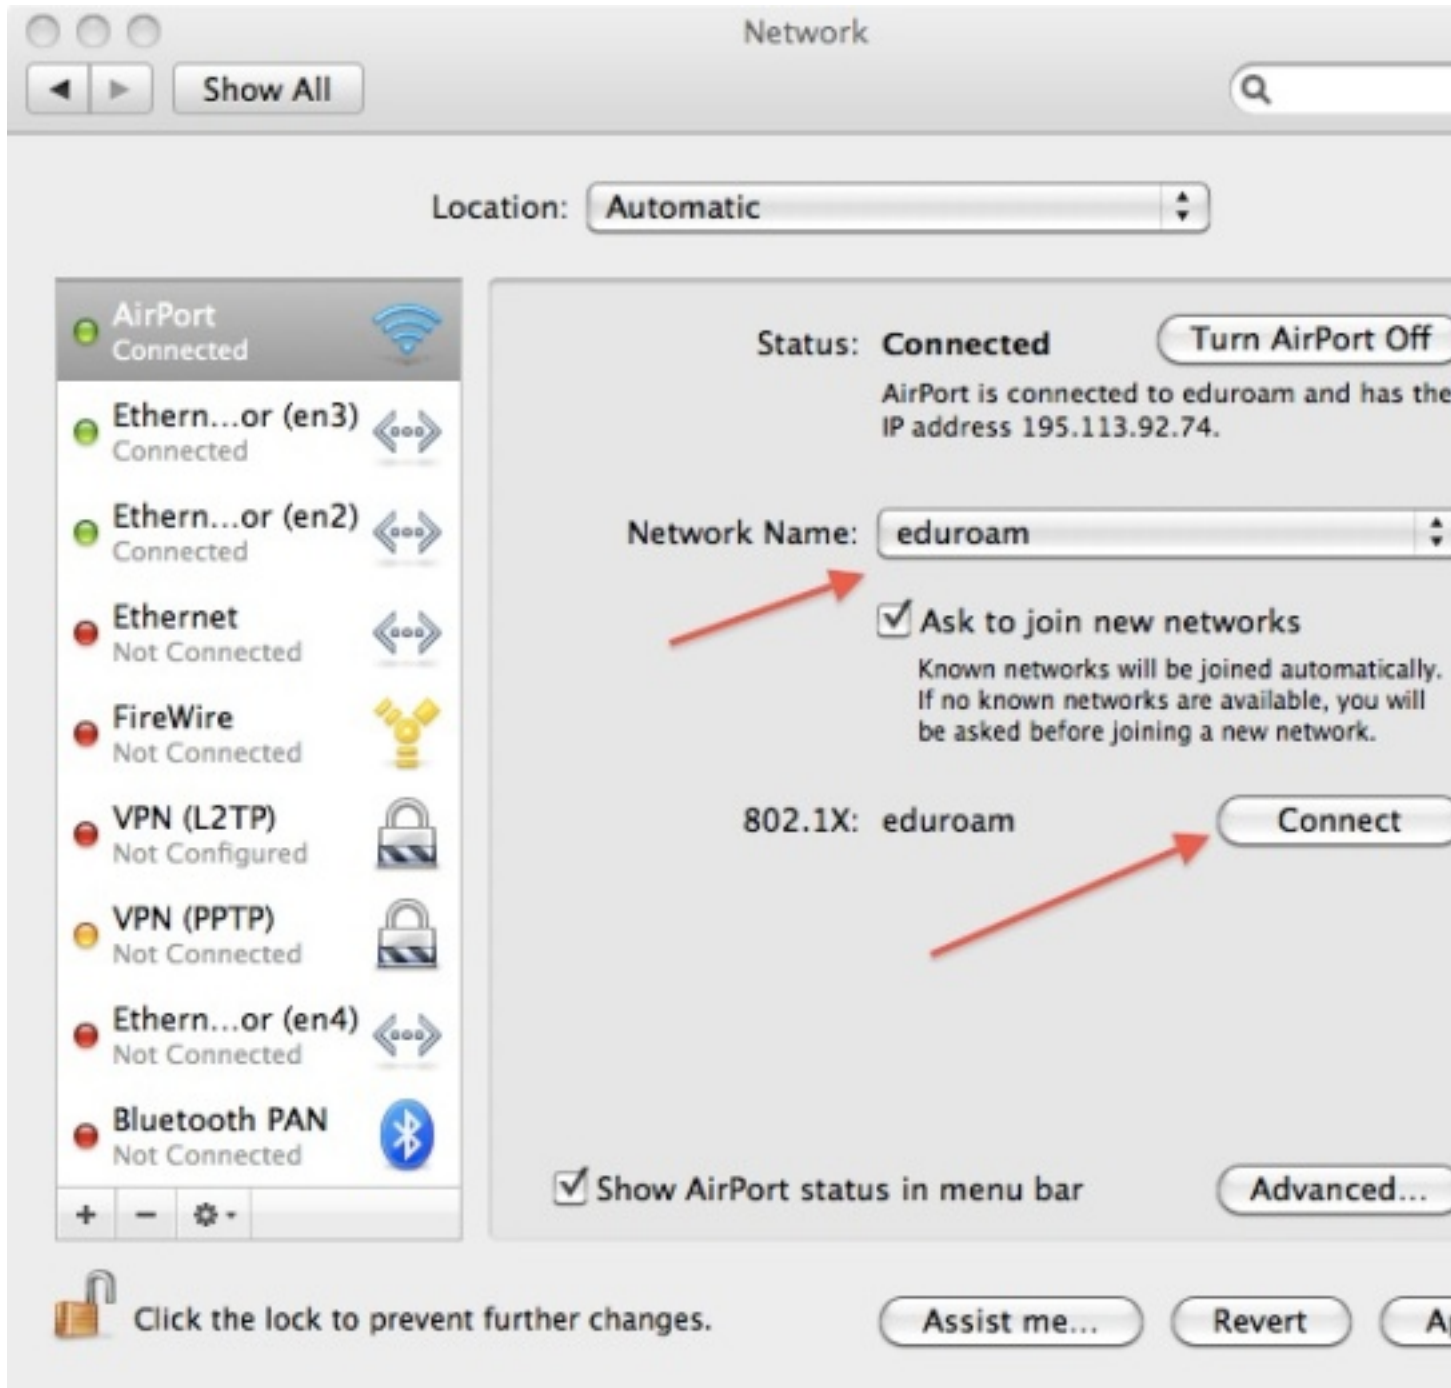 Network
Show All
Location: Automatic
AirPort
Connected
Ethern...or (en3)
Connected
Ethern...or (en2)
Connected
Ethernet
Not Connected
FireWire
Not Connected
VPN (L2TP)
Not Configured
VPN (PPTP)
Not Connected
Ethern...or (en4)
Not Connected
Bluetooth PAN
Not Connected
Status: Connected
Turn AirPort Off
AirPort is connected to eduroam and has the
IP address 195.113.92.74.
Network Name: eduroam
Ask to join new networks
Known networks will be joined automatically.
If no known networks are available, you will
be asked before joining a new network.
802.1X: eduroam
Connect
Show AirPort status in menu bar
Advanced...
Click the lock to prevent further changes.
Assist me...
Revert